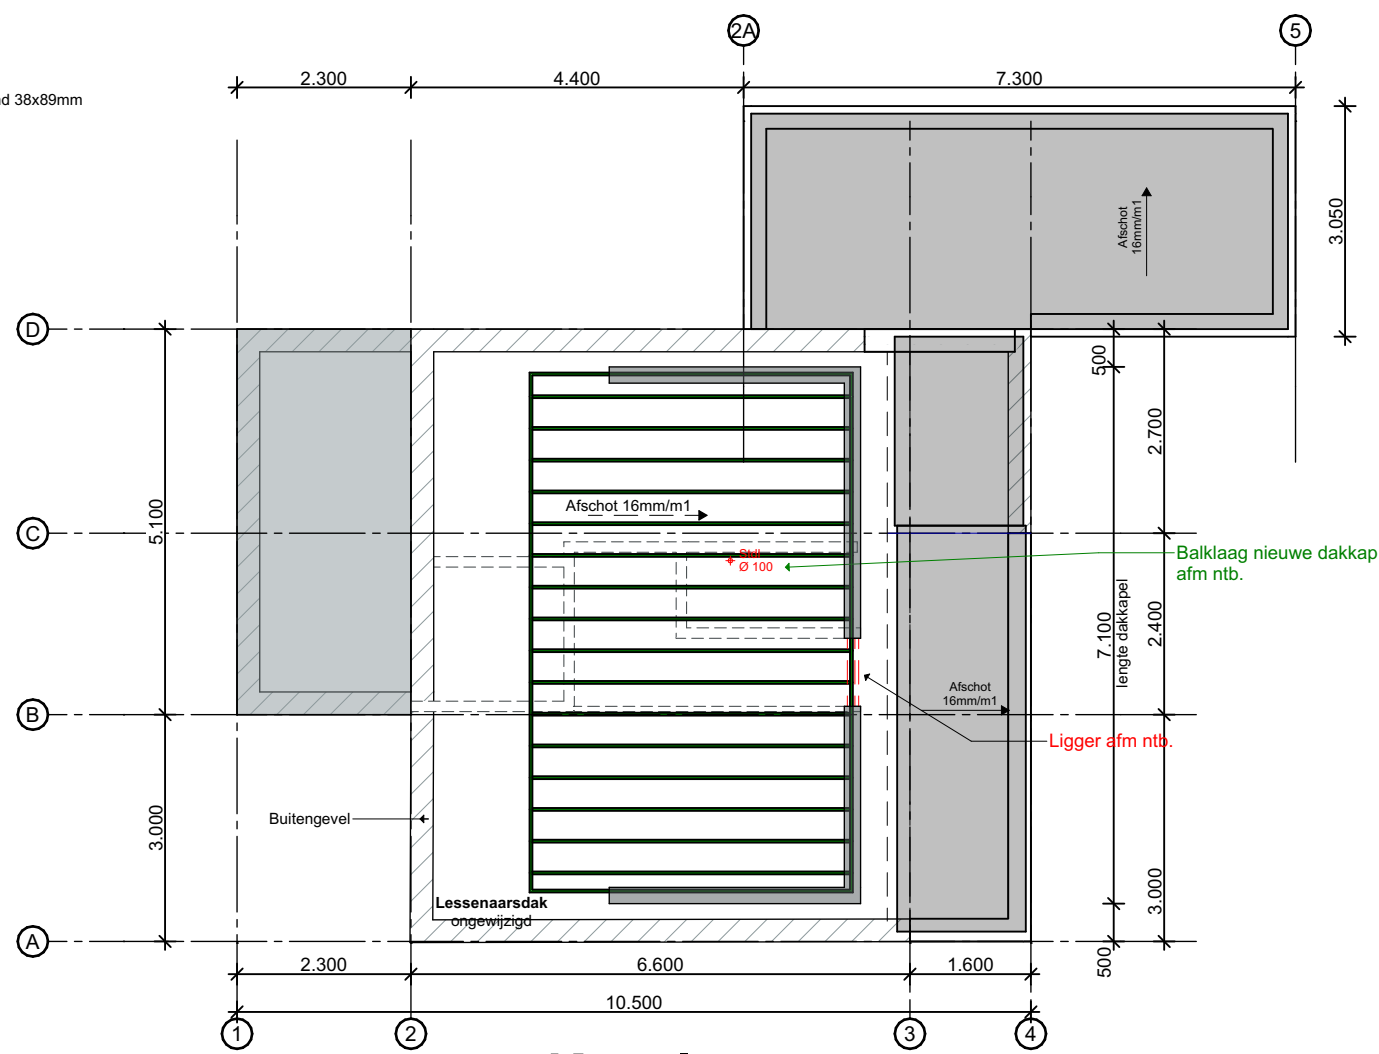 2A
5
2.300
4.400
7.300
nd 38x89mm
3.050
Afschot
16mm/m1
D
500
2.700
5.100
Afschot 16mm/m1
C
Ø 100
Balklaag nieuwe dakkap
afm ntb.
7.100
lengte dakkapel
2.400
Afschot
16mm/m1
B
Ligger afm ntb.
Buitengevel
3.000
3.000
Lessenaarsdak
ongewijzigd
A
500
2.300
6.600
1.600
10.500
1
2
3
4